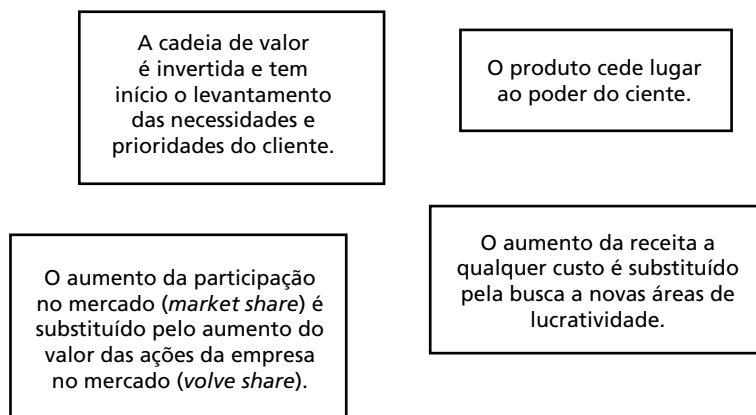 A cadeia de valor
é invertida e tem
início o levantamento
das necessidades e
prioridades do cliente.
O produto cede lugar
ao poder do ciente.
O aumento da participação
no mercado (market share) é
substituído pelo aumento do
valor das ações da empresa
no mercado (volve share).
O aumento da receita a
qualquer custo é substituído
pela busca a novas áreas de
lucratividade.